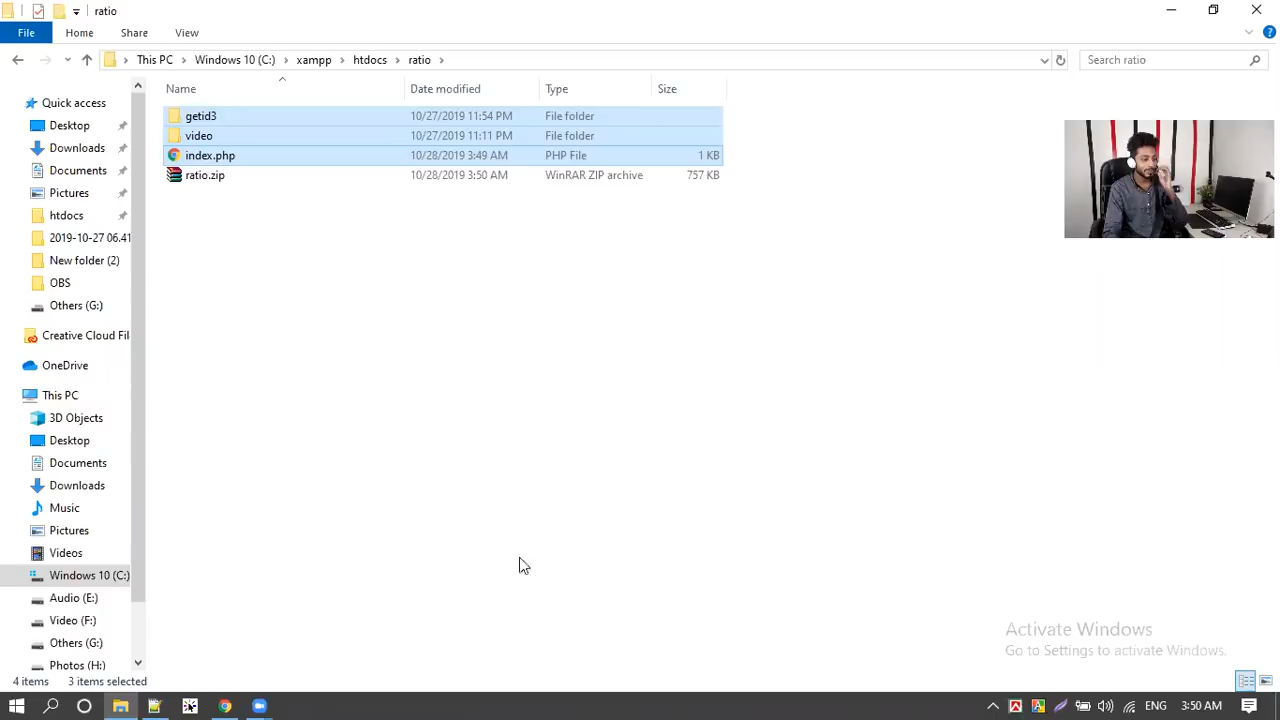 ratio
File Home Share View
This PC Windows 10 (C:) xampp htdocs ratio Search ratio
Name Date modified Type Size
getid3 10/27/2019 11:54 PM File folder
video 10/27/2019 11:11 PM File folder
index.php 10/28/2019 3:49 AM PHP File 1 KB
ratio.zip 10/28/2019 3:50 AM WinRAR ZIP archive 757 KB
Quick access
Desktop
Downloads
Documents
Pictures
htdocs
2019-10-27 06.41
New folder (2)
OBS
Others (G:)
Creative Cloud Fil
OneDrive
This PC
3D Objects
Desktop
Documents
Downloads
Music
Pictures
Videos
Windows 10 (C:)
Audio (E:)
Video (F:)
Others (G:)
Photos (H:)
Activate Windows
Go to Settings to activate Windows.
4 items 3 items selected
ENG 3:50 AM